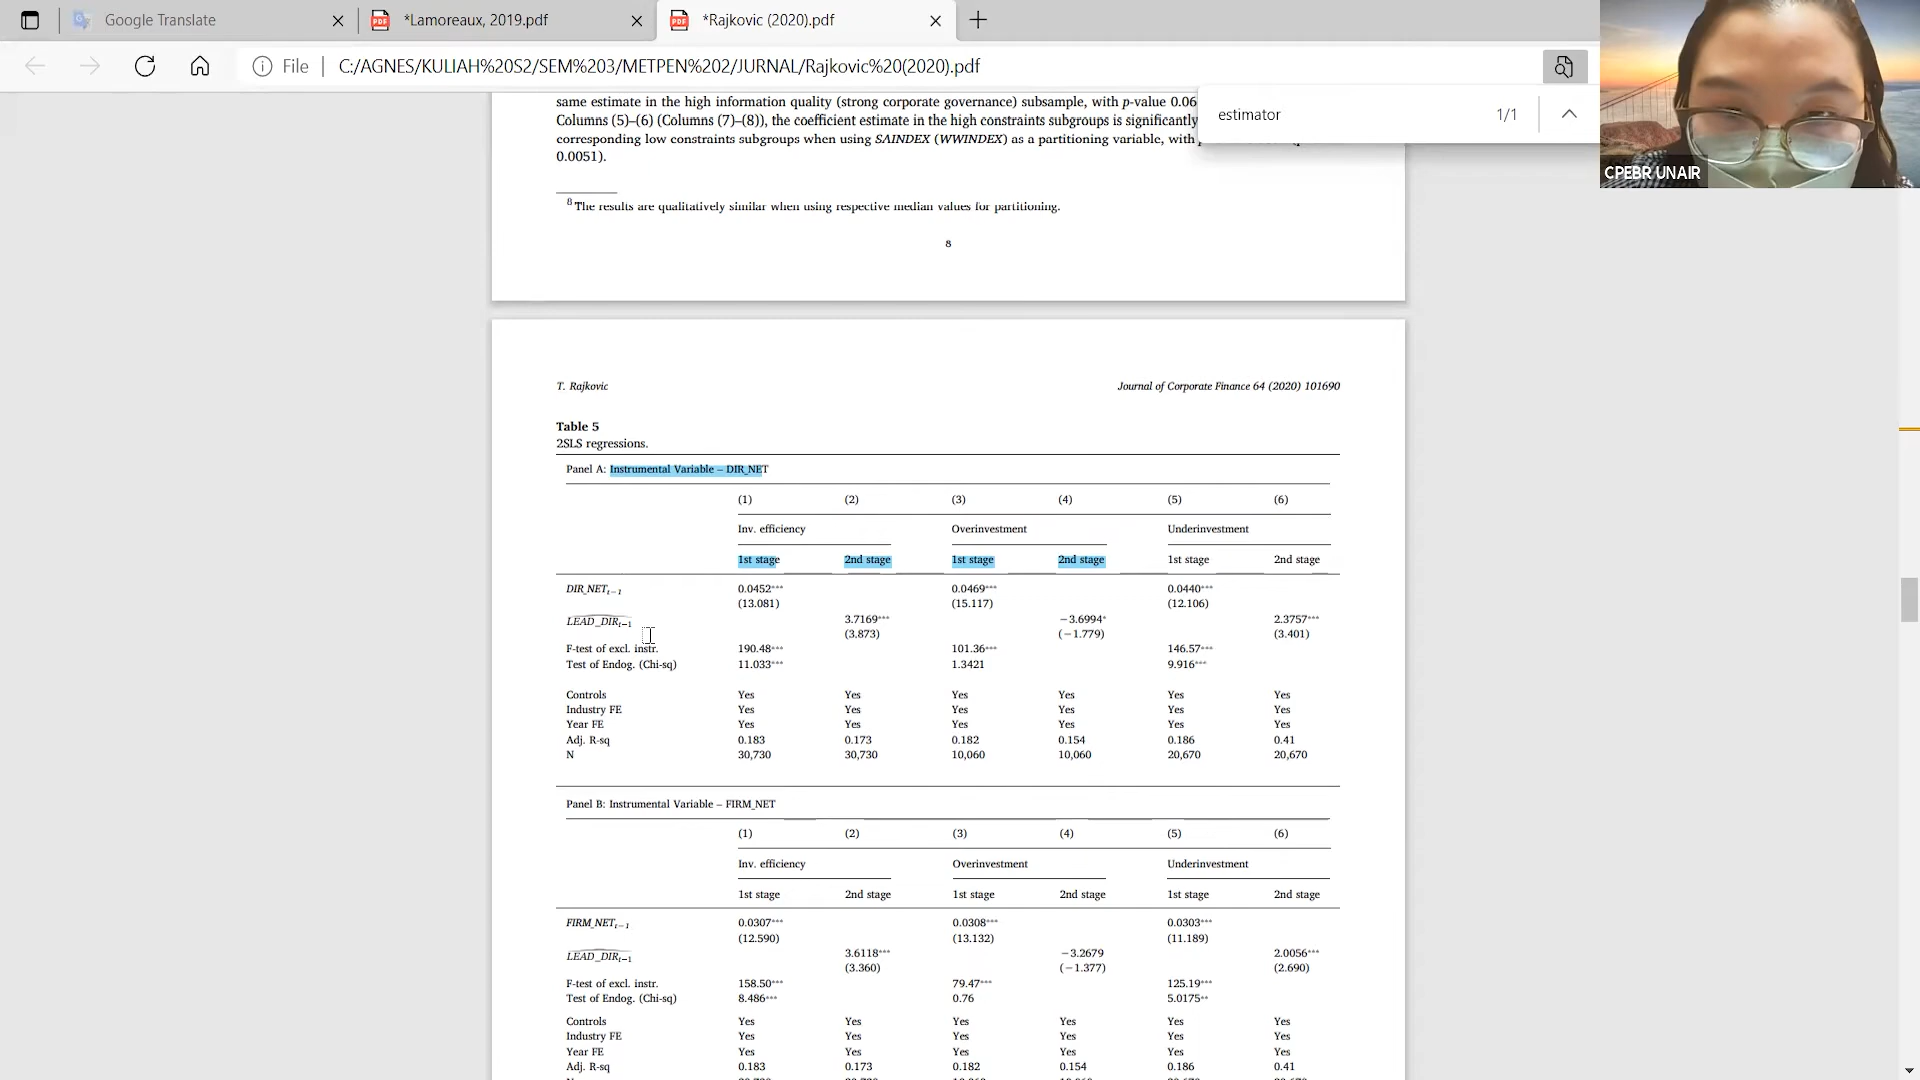 Google Translate
*Lamoreaux, 2019.pdf
*Rajkovic (2020).pdf
File
C:/AGNES/KULIAH%20S2/SEM%203/METPEN%202/JURNAL/Rajkovic%20(2020).pdf
estimator 1/1
CPEBR UNAIR
same estimate in the high information quality (strong corporate governance) subsample, with p-value 0.06
Columns (5)–(6) (Columns (7)–(8)), the coefficient estimate in the high constraints subgroups is significantly
corresponding low constraints subgroups when using SAINDEX (WWINDEX) as a partitioning variable, with
0.0051).
8 The results are qualitatively similar when using respective median values for partitioning.
8
T. Rajkovic Journal of Corporate Finance 64 (2020) 101690
Table 5
2SLS regressions.
Panel A: Instrumental Variable – DIR_NET
(1) (2) (3) (4) (5) (6)
Inv. efficiency Overinvestment Underinvestment
1st stage 2nd stage 1st stage 2nd stage 1st stage 2nd stage
DIR_NETt−1 0.0452*** 0.0469*** 0.0440***
(13.081) (15.117) (12.106)
LEAD_DIRt−1 3.7169*** −3.6994* 2.3757***
(3.873) (−1.779) (3.401)
F-test of excl. instr. 190.48*** 101.36*** 146.57***
Test of Endog. (Chi-sq) 11.033*** 1.3421 9.916***
Controls Yes Yes Yes Yes Yes Yes
Industry FE Yes Yes Yes Yes Yes Yes
Year FE Yes Yes Yes Yes Yes Yes
Adj. R-sq 0.183 0.173 0.182 0.154 0.186 0.41
N 30,730 30,730 10,060 10,060 20,670 20,670
Panel B: Instrumental Variable – FIRM_NET
(1) (2) (3) (4) (5) (6)
Inv. efficiency Overinvestment Underinvestment
1st stage 2nd stage 1st stage 2nd stage 1st stage 2nd stage
FIRM_NETt−1 0.0307*** 0.0308*** 0.0303***
(12.590) (13.132) (11.189)
LEAD_DIRt−1 3.6118*** −3.2679 2.0056***
(3.360) (−1.377) (2.690)
F-test of excl. instr. 158.50*** 79.47*** 125.19***
Test of Endog. (Chi-sq) 8.486*** 0.76 5.0175**
Controls Yes Yes Yes Yes Yes Yes
Industry FE Yes Yes Yes Yes Yes Yes
Year FE Yes Yes Yes Yes Yes Yes
Adj. R-sq 0.183 0.173 0.182 0.154 0.186 0.41